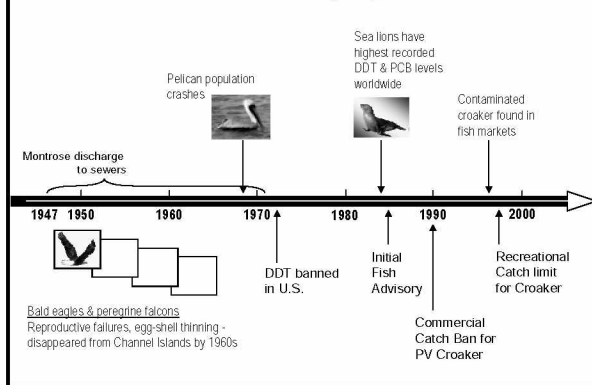 Sea lions have
highest recorded
DDT & PCB levels
worldwide
Pelican population
crashes
Contaminated
croaker found in
fish markets
Montrose discharge
to sewers
1947 1950 1960 1970 1980 1990 2000
DDT banned
in U.S.
Initial
Fish
Advisory
Recreational
Catch limit
for Croaker
Commercial
Catch Ban for
PV Croaker
Bald eagles & peregrine falcons
Reproductive failures, egg-shell thinning -
disappeared from Channel Islands by 1960s